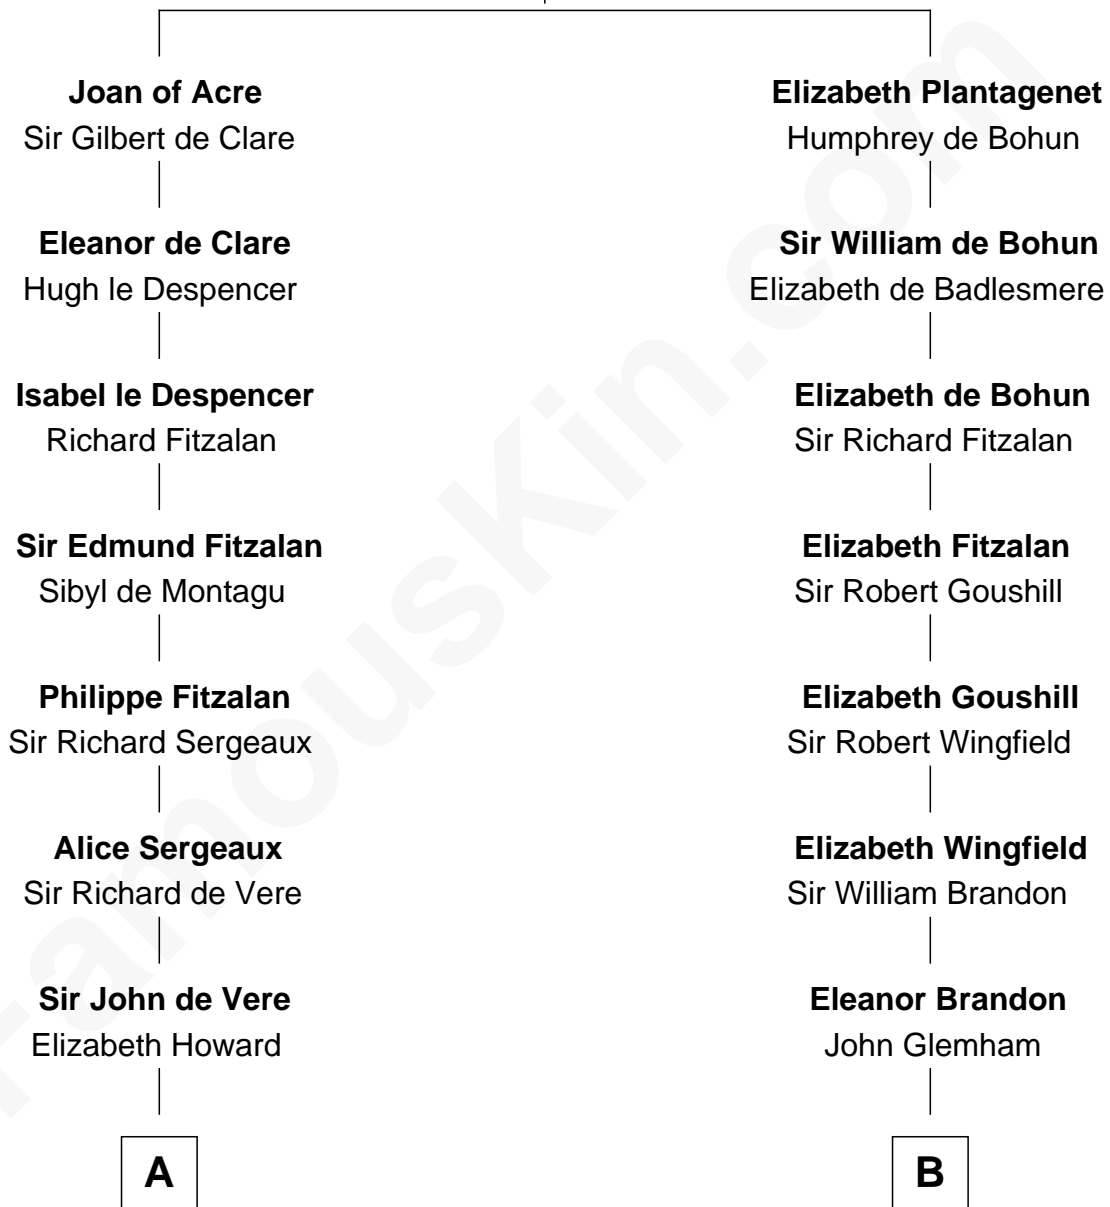 Joan of Acre
Sir Gilbert de Clare
Eleanor de Clare
Hugh le Despencer
Isabel le Despencer
Richard Fitzalan
Sir Edmund Fitzalan
Sibyl de Montagu
Philippe Fitzalan
Sir Richard Sergeaux
Alice Sergeaux
Sir Richard de Vere
Sir John de Vere
Elizabeth Howard
A
Elizabeth Plantagenet
Humphrey de Bohun
Sir William de Bohun
Elizabeth de Badlesmere
Elizabeth de Bohun
Sir Richard Fitzalan
Elizabeth Fitzalan
Sir Robert Goushill
Elizabeth Goushill
Sir Robert Wingfield
Elizabeth Wingfield
Sir William Brandon
Eleanor Brandon
John Glemham
B
FamousKin.com